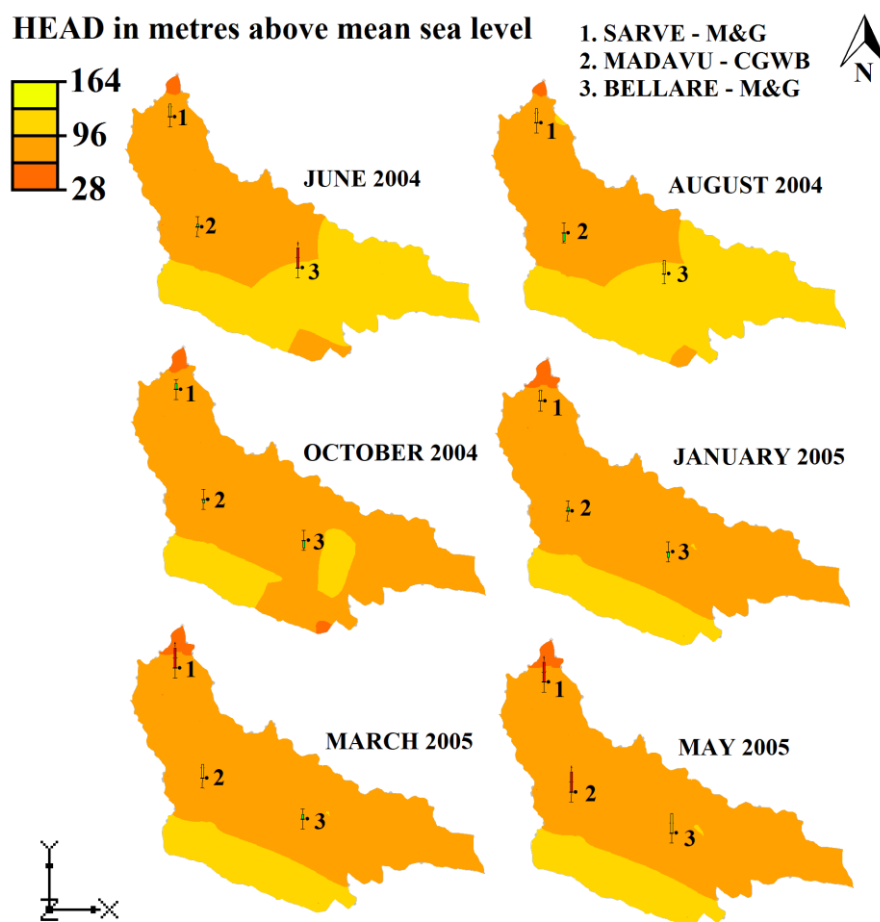 HEAD in metres above mean sea level
164
96
28
1. SARVE - M&G
2. MADAVU - CGWB
3. BELLARE - M&G
N
1
2
3
JUNE 2004
1
2
3
AUGUST 2004
1
2
3
OCTOBER 2004
1
2
3
JANUARY 2005
1
2
3
MARCH 2005
1
2
3
MAY 2005
Y
Z
X